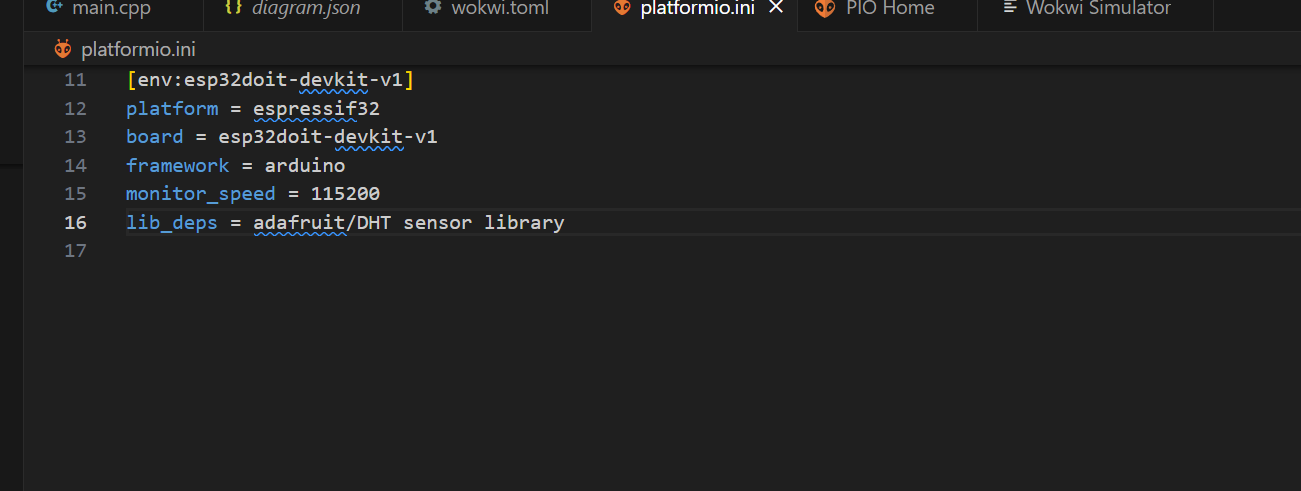 main.cpp {} diagram.json wokwi.toml platformio.ini PIO Home Wokwi Simulator
platformio.ini
11 [env:esp32doit-devkit-v1]
12 platform = espressif32
13 board = esp32doit-devkit-v1
14 framework = arduino
15 monitor_speed = 115200
16 lib_deps = adafruit/DHT sensor library
17